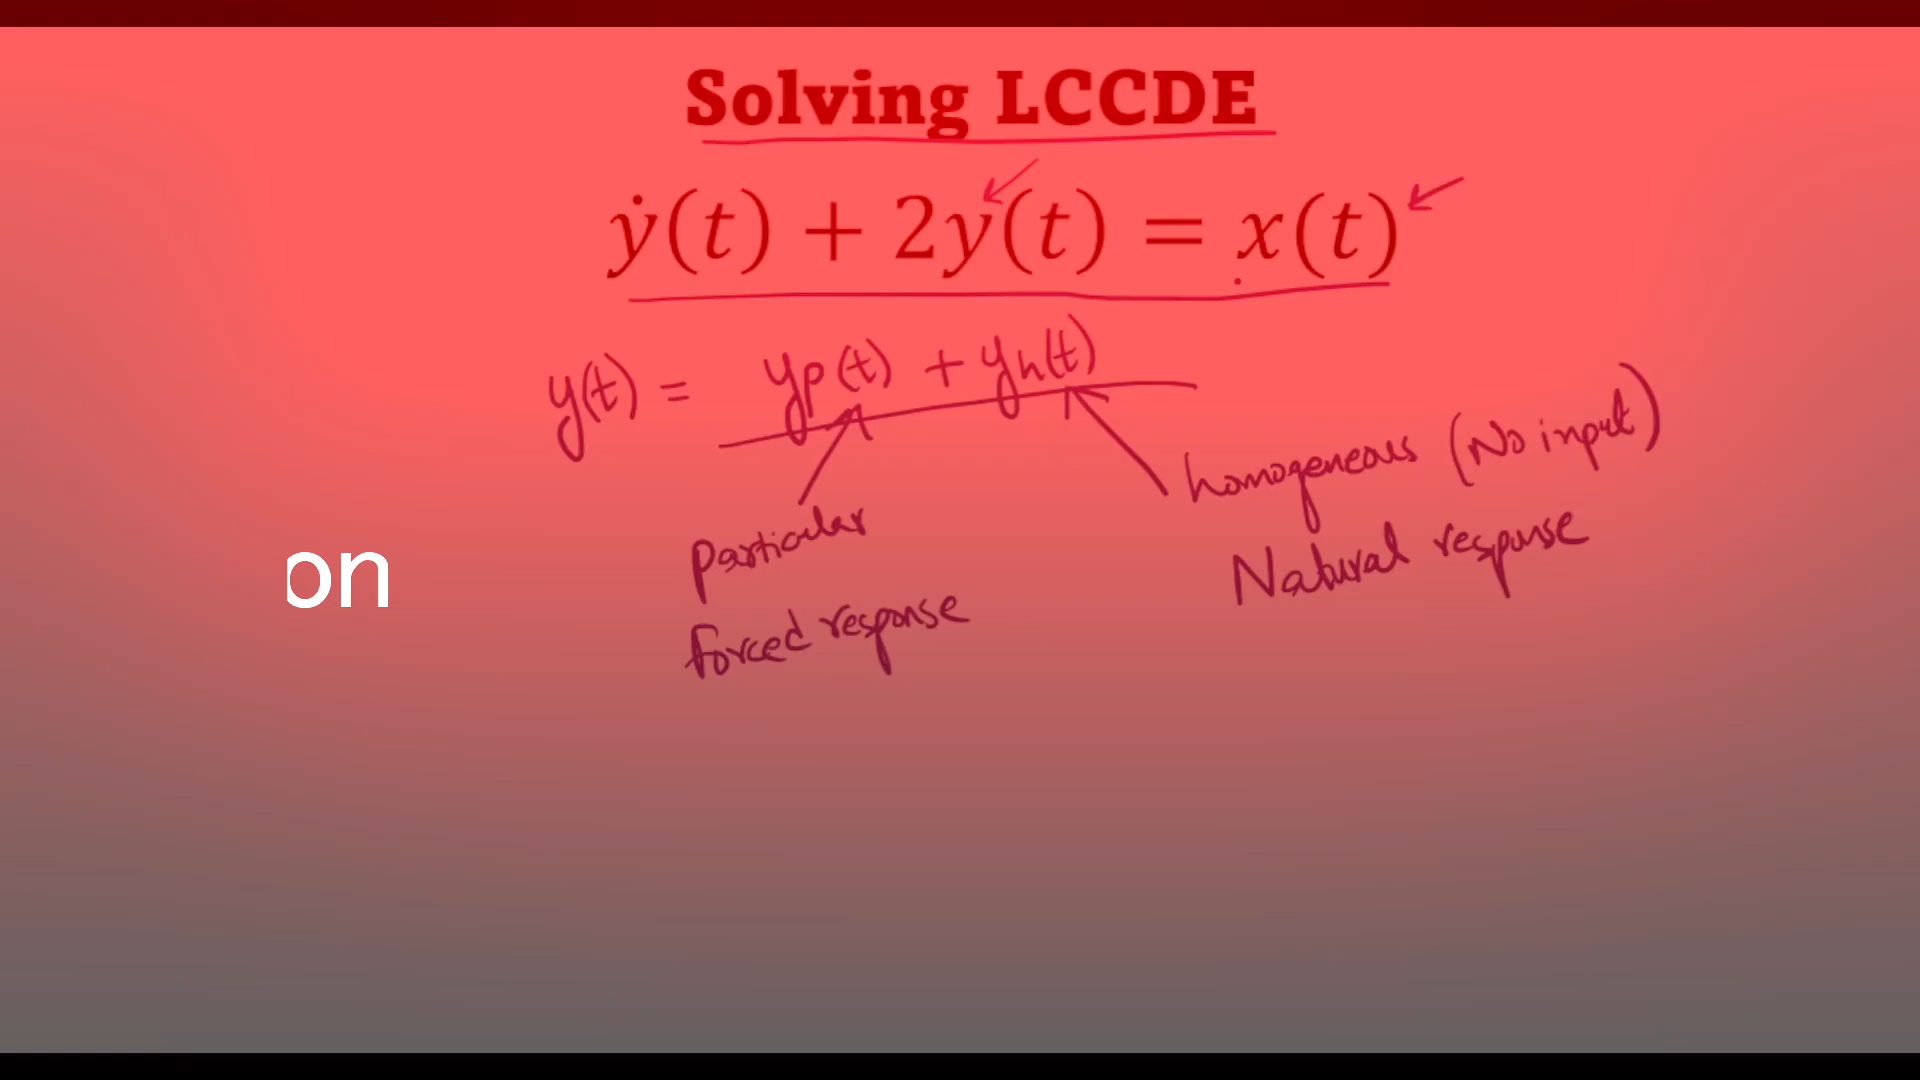 Solving LCCDE
ẏ(t) + 2y(t) = x(t)
y(t) = yp(t) + yh(t)
homogeneous (No input)
particular
Natural response
on
forced response